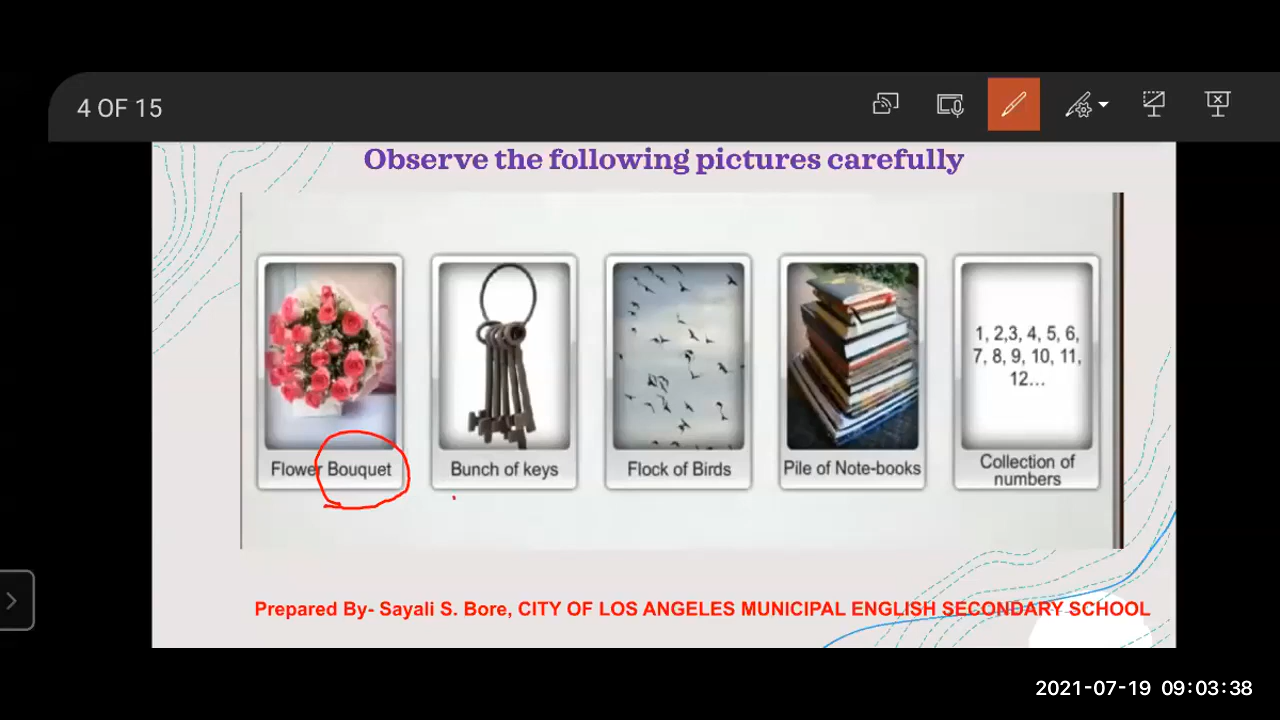 4 OF 15
Observe the following pictures carefully
1, 2,3, 4, 5, 6,
7, 8, 9, 10, 11,
12...
Flower Bouquet
Bunch of keys
Flock of Birds
Pile of Note-books
Collection of
numbers
Prepared By- Sayali S. Bore, CITY OF LOS ANGELES MUNICIPAL ENGLISH SECONDARY SCHOOL
2021-07-19 09:03:38